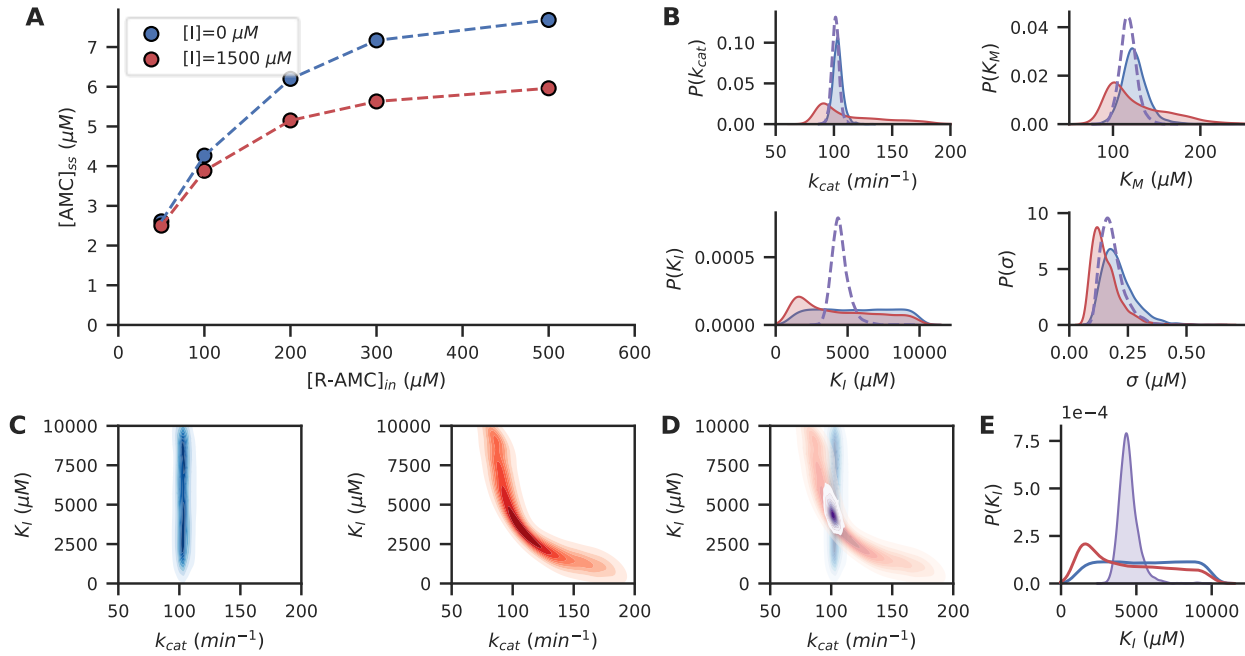 A
[I]=0 μM
[I]=1500 μM
[AMC]ss (μM)
7
6
5
4
3
2
1
0
0 100 200 300 400 500 600
[R-AMC]in (μM)
B
P(kcat)
0.10
0.05
0.00
50 100 150 200
kcat (min⁻¹)
P(KM)
0.04
0.02
0.00
100 200
KM (μM)
P(KI)
0.0005
0.0000
0 5000 10000
KI (μM)
P(σ)
10
5
0
0.00 0.25 0.50
σ (μM)
C
KI (μM)
10000
7500
5000
2500
0
50 100 150 200
kcat (min⁻¹)
KI (μM)
10000
7500
5000
2500
0
50 100 150 200
kcat (min⁻¹)
D
KI (μM)
10000
7500
5000
2500
0
50 100 150 200
kcat (min⁻¹)
E
1e−4
P(KI)
7.5
5.0
2.5
0.0
0 5000 10000
KI (μM)